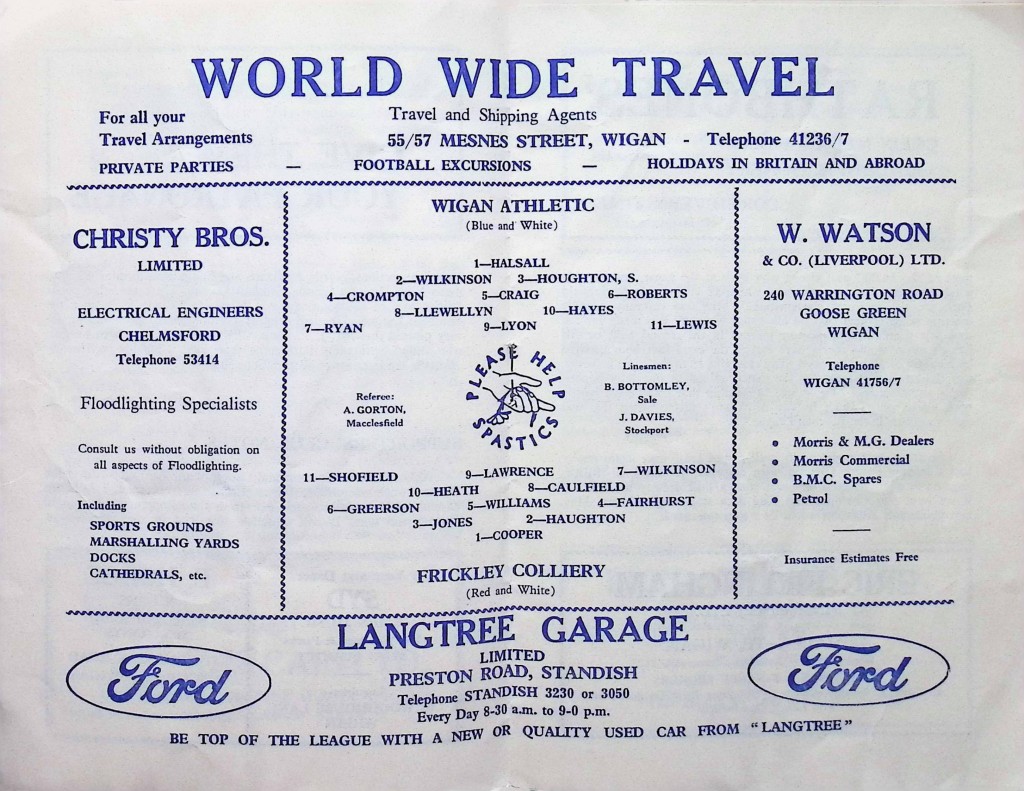 WORLD WIDE TRAVEL
For all your
Travel Arrangements
Travel and Shipping Agents
55/57 MESNES STREET, WIGAN - Telephone 41236/7
PRIVATE PARTIES — FOOTBALL EXCURSIONS — HOLIDAYS IN BRITAIN AND ABROAD
CHRISTY BROS.
LIMITED
ELECTRICAL ENGINEERS
CHELMSFORD
Telephone 53414
Floodlighting Specialists
Consult us without obligation on
all aspects of Floodlighting.
Including
SPORTS GROUNDS
MARSHALLING YARDS
DOCKS
CATHEDRALS, etc.
WIGAN ATHLETIC
(Blue and White)
1—HALSALL
2—WILKINSON 3—HOUGHTON, S.
4—CROMPTON 5—CRAIG 6—ROBERTS
8—LLEWELLYN 10—HAYES
7—RYAN 9—LYON 11—LEWIS
Referee:
A. GORTON,
Macclesfield
PLEASE HELP
SPASTICS
Linesmen:
B. BOTTOMLEY,
Sale
J. DAVIES,
Stockport
11—SHOFIELD 9—LAWRENCE 7—WILKINSON
10—HEATH 8—CAULFIELD
6—GREERSON 5—WILLIAMS 4—FAIRHURST
3—JONES 2—HAUGHTON
1—COOPER
FRICKLEY COLLIERY
(Red and White)
W. WATSON
& CO. (LIVERPOOL) LTD.
240 WARRINGTON ROAD
GOOSE GREEN
WIGAN
Telephone
WIGAN 41756/7
• Morris & M.G. Dealers
• Morris Commercial
• B.M.C. Spares
• Petrol
Insurance Estimates Free
LANGTREE GARAGE
LIMITED
PRESTON ROAD, STANDISH
Telephone STANDISH 3230 or 3050
Every Day 8-30 a.m. to 9-0 p.m.
Ford
Ford
BE TOP OF THE LEAGUE WITH A NEW OR QUALITY USED CAR FROM "LANGTREE"